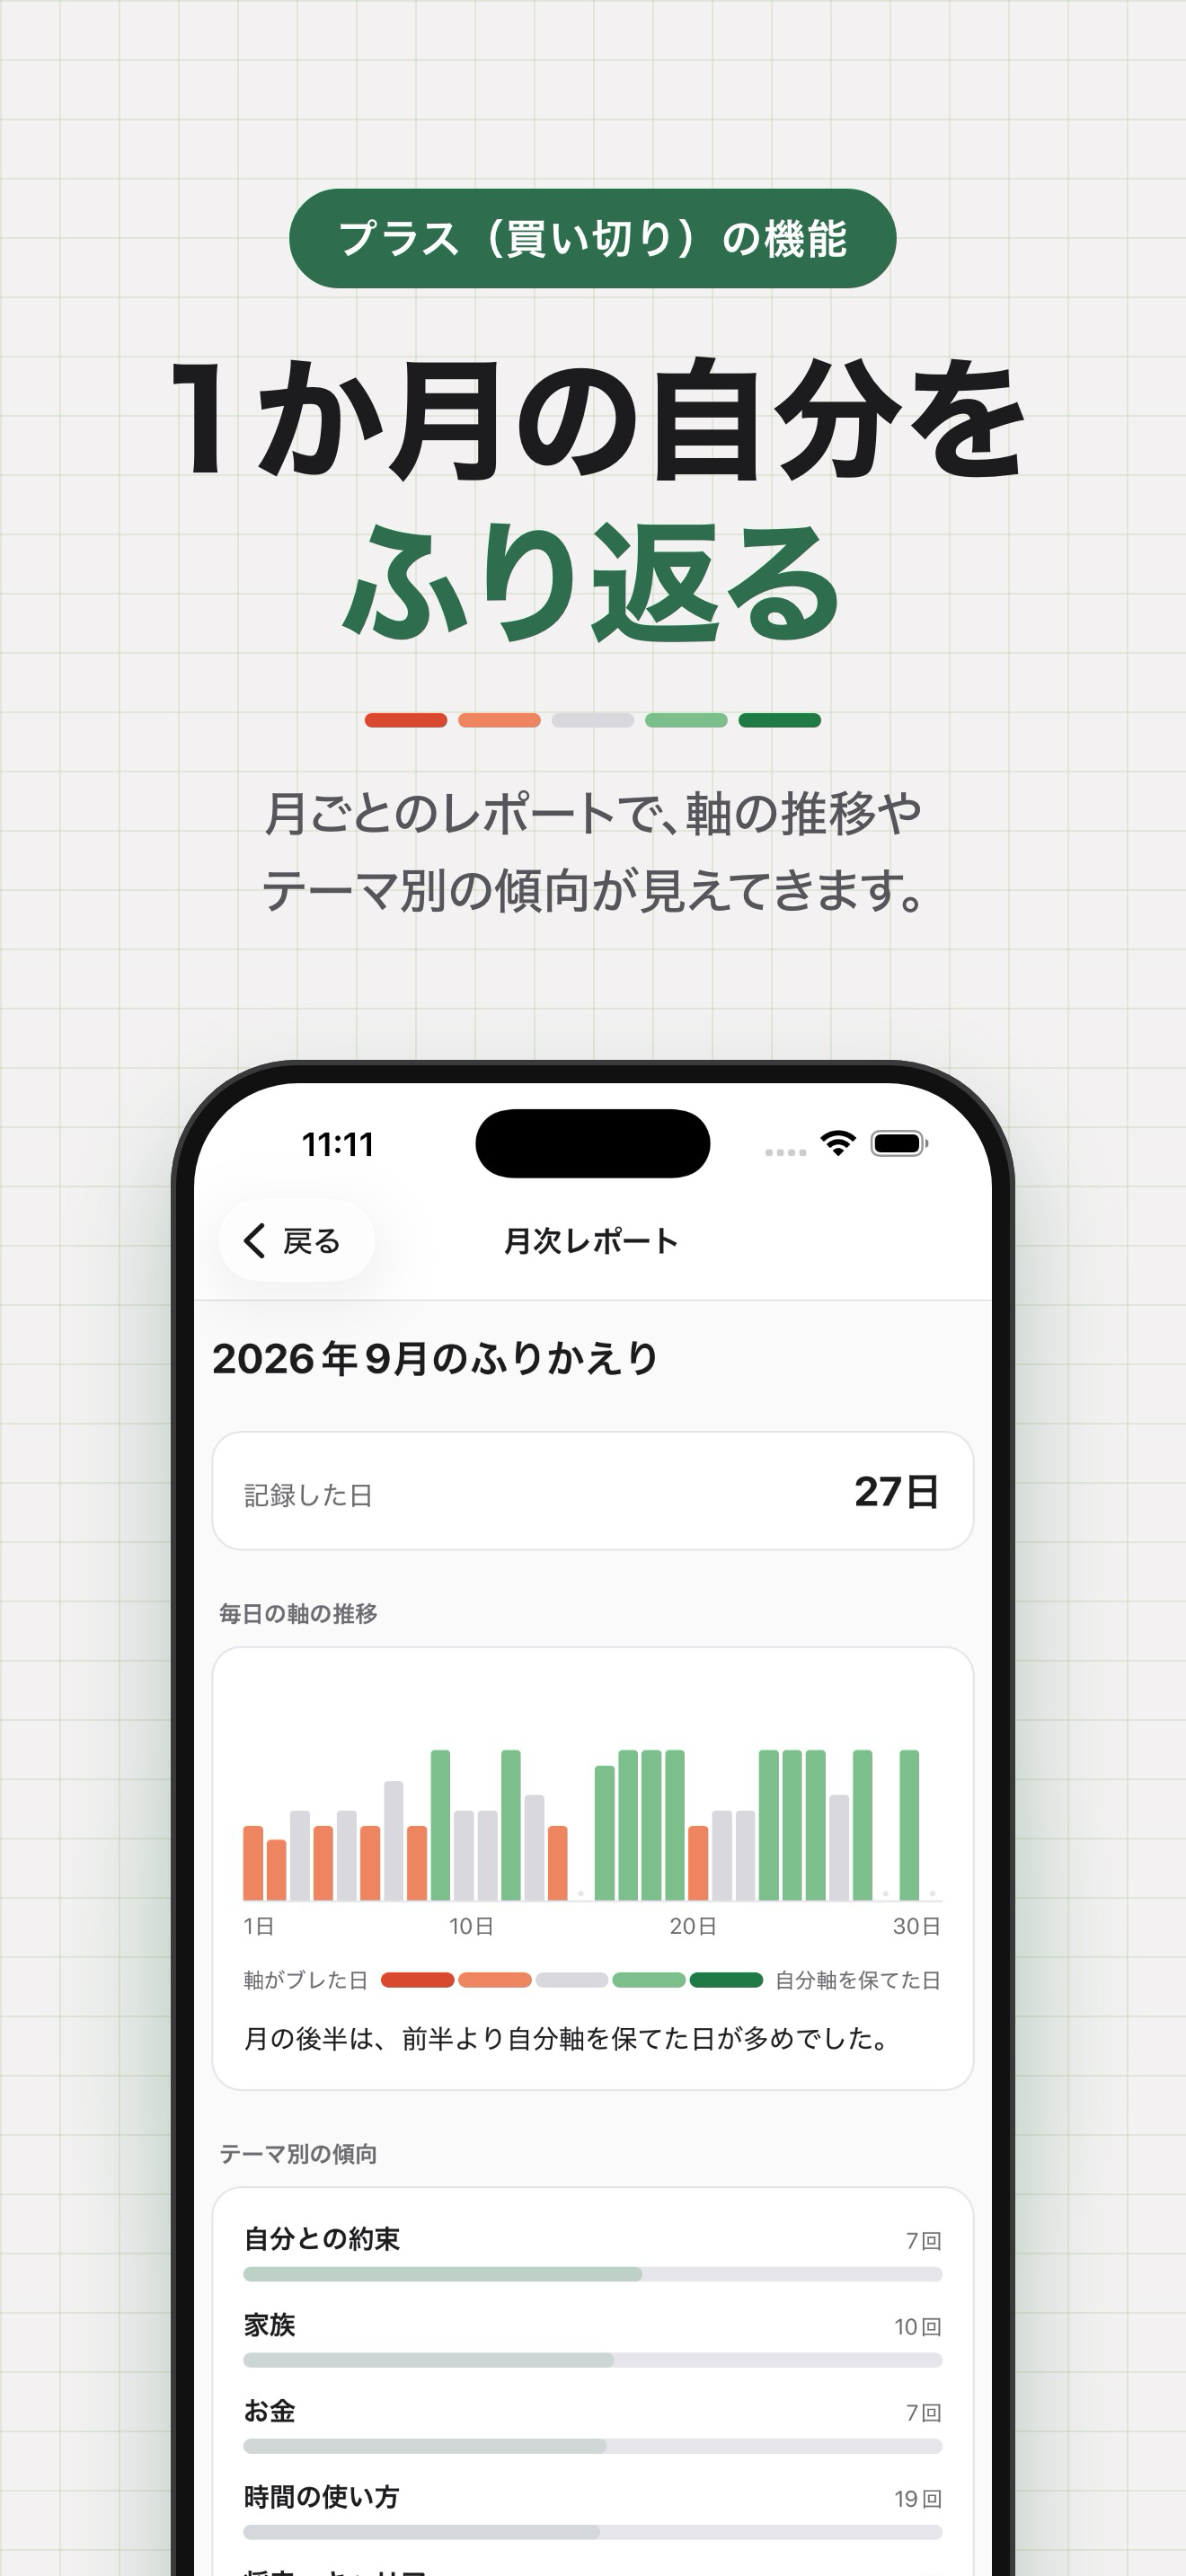 プラス（買い切り）の機能
1か月の自分を
ふり返る
月ごとのレポートで、軸の推移や
テーマ別の傾向が見えてきます。
11:11
戻る
月次レポート
2026年9月のふりかえり
記録した日
27日
毎日の軸の推移
1日
10日
20日
30日
軸がブレた日
自分軸を保てた日
月の後半は、前半より自分軸を保てた日が多めでした。
テーマ別の傾向
自分との約束
7回
家族
10回
お金
7回
時間の使い方
19回